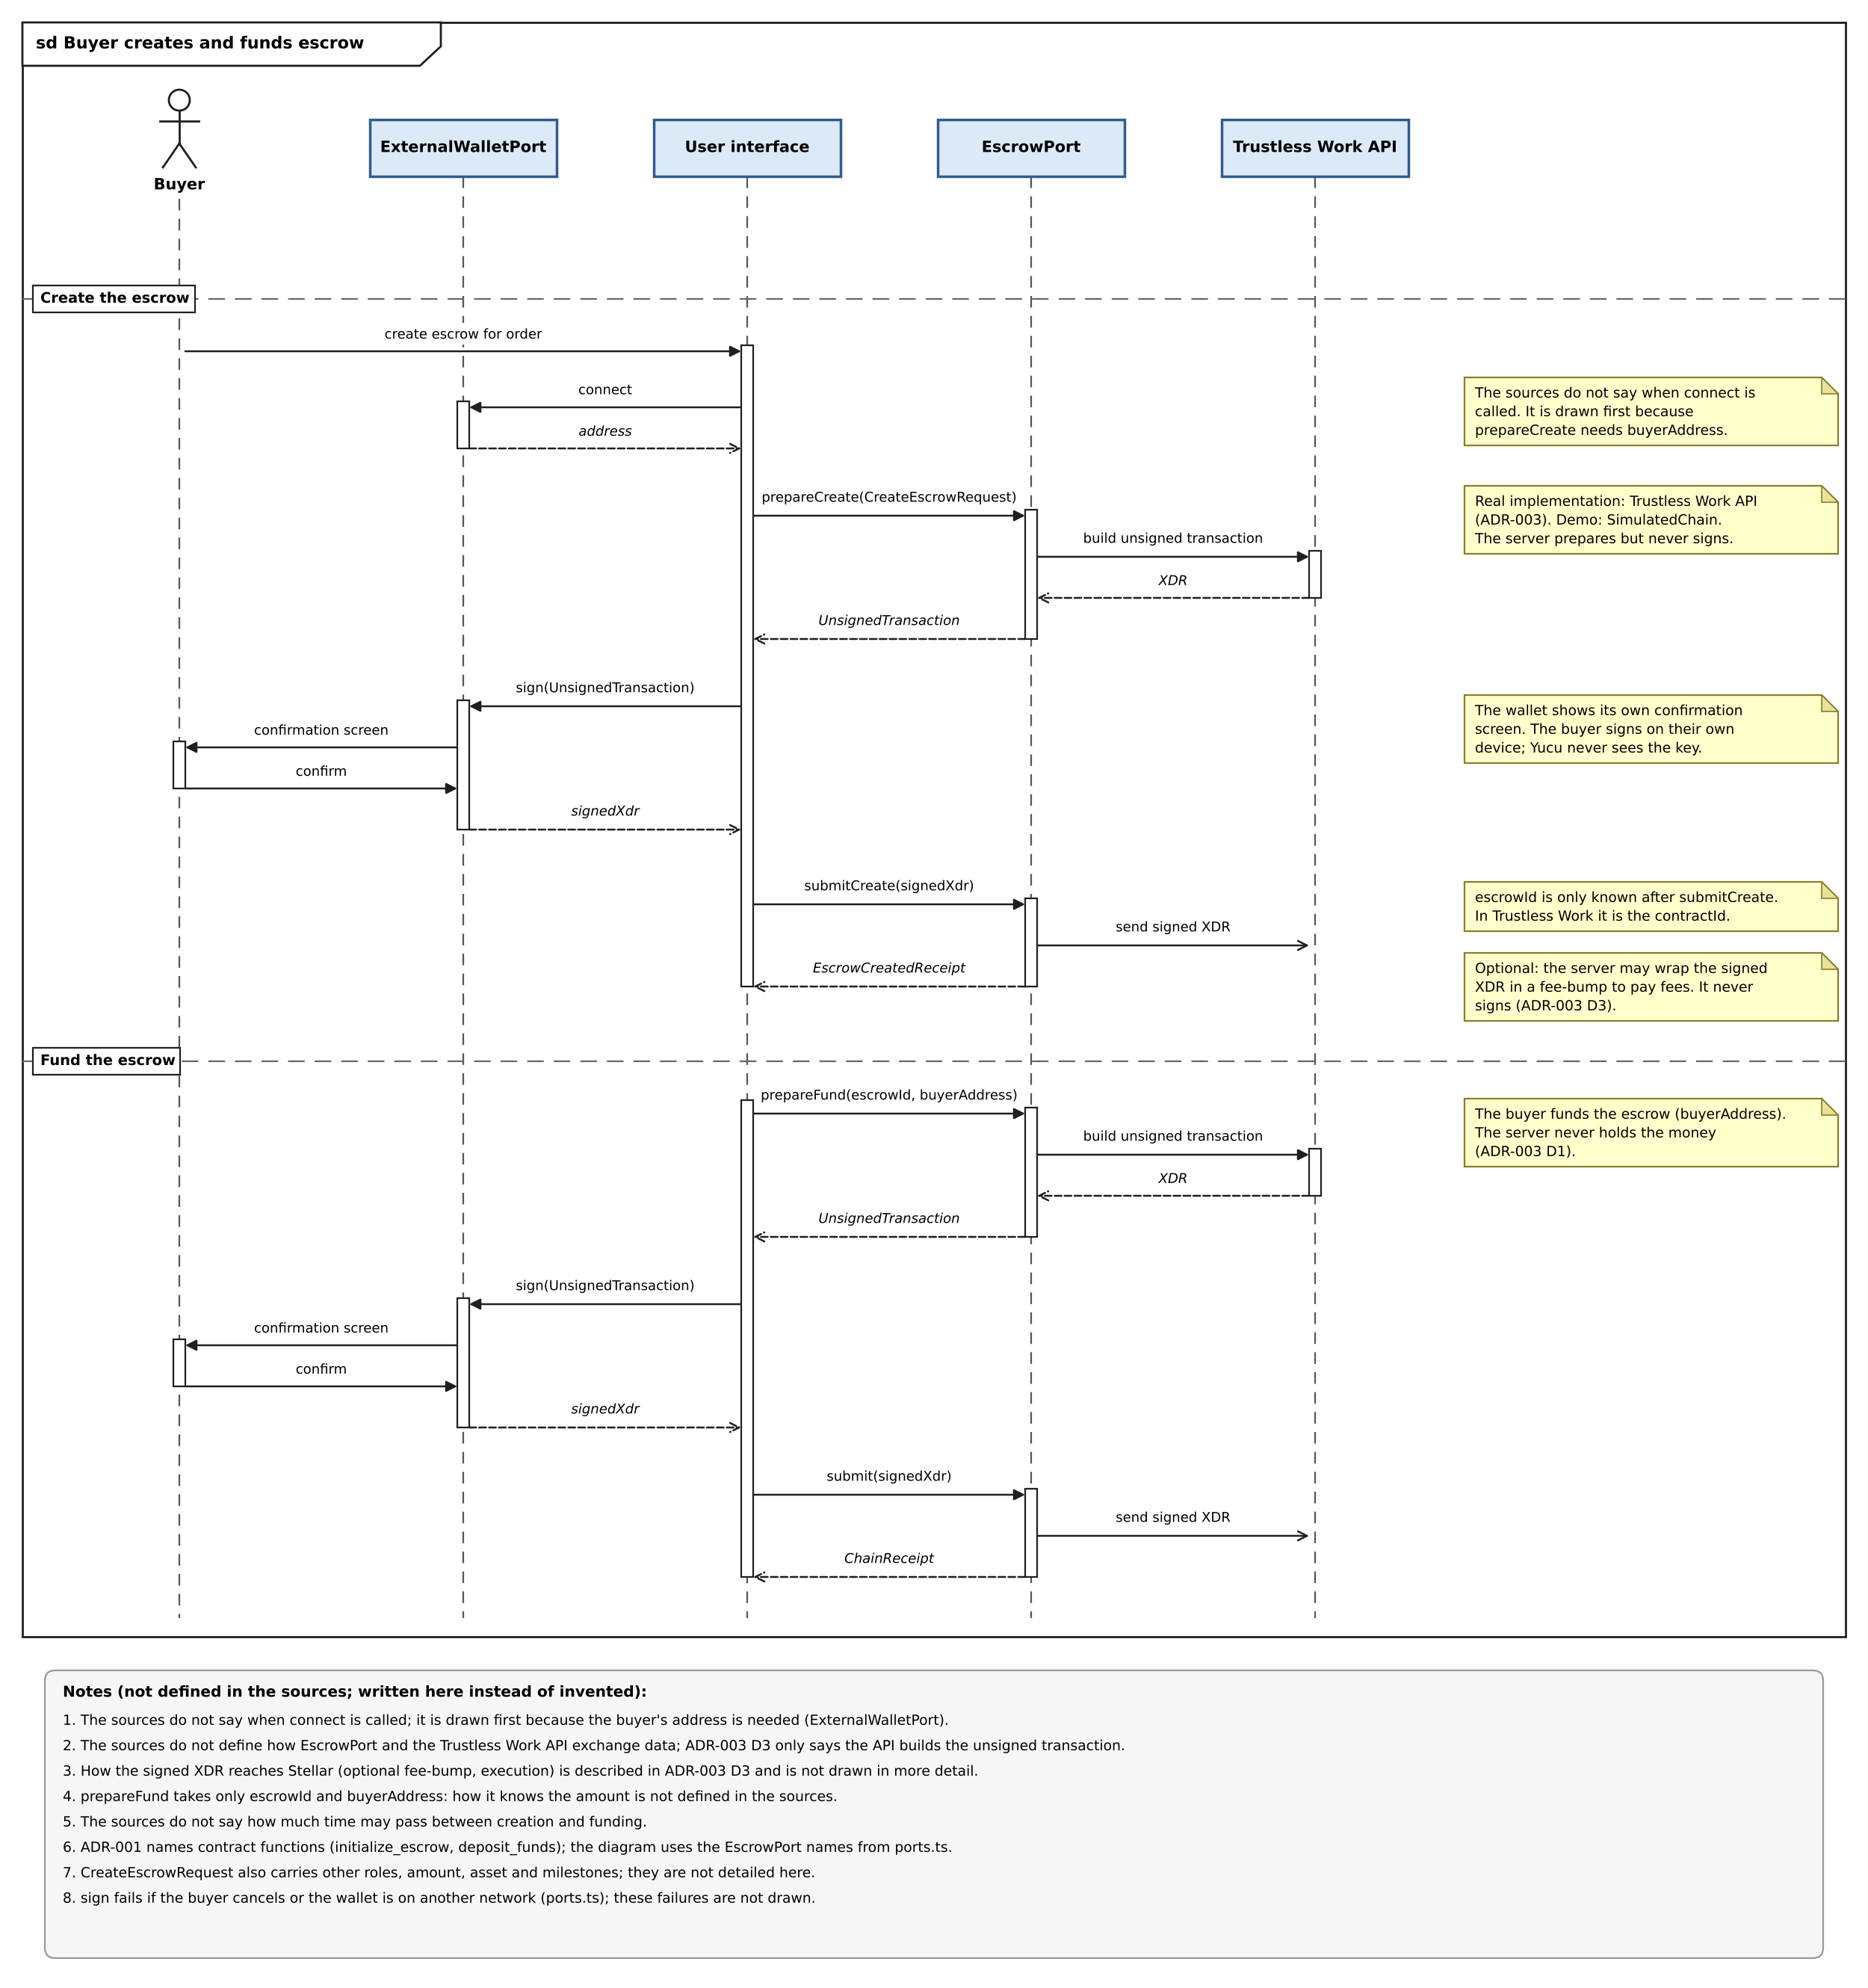 sd Buyer creates and funds escrow
Buyer
ExternalWalletPort
User interface
EscrowPort
Trustless Work API
Create the escrow
create escrow for order
connect
The sources do not say when connect is
called. It is drawn first because
prepareCreate needs buyerAddress.
address
prepareCreate(CreateEscrowRequest)
Real implementation: Trustless Work API
(ADR-003). Demo: SimulatedChain.
The server prepares but never signs.
build unsigned transaction
XDR
UnsignedTransaction
sign(UnsignedTransaction)
The wallet shows its own confirmation
screen. The buyer signs on their own
device; Yucu never sees the key.
confirmation screen
confirm
signedXdr
submitCreate(signedXdr)
escrowId is only known after submitCreate.
In Trustless Work it is the contractId.
send signed XDR
EscrowCreatedReceipt
Optional: the server may wrap the signed
XDR in a fee-bump to pay fees. It never
signs (ADR-003 D3).
Fund the escrow
prepareFund(escrowId, buyerAddress)
The buyer funds the escrow (buyerAddress).
The server never holds the money
(ADR-003 D1).
build unsigned transaction
XDR
UnsignedTransaction
sign(UnsignedTransaction)
confirmation screen
confirm
signedXdr
submit(signedXdr)
send signed XDR
ChainReceipt
Notes (not defined in the sources; written here instead of invented):
1. The sources do not say when connect is called; it is drawn first because the buyer's address is needed (ExternalWalletPort).
2. The sources do not define how EscrowPort and the Trustless Work API exchange data; ADR-003 D3 only says the API builds the unsigned transaction.
3. How the signed XDR reaches Stellar (optional fee-bump, execution) is described in ADR-003 D3 and is not drawn in more detail.
4. prepareFund takes only escrowId and buyerAddress: how it knows the amount is not defined in the sources.
5. The sources do not say how much time may pass between creation and funding.
6. ADR-001 names contract functions (initialize_escrow, deposit_funds); the diagram uses the EscrowPort names from ports.ts.
7. CreateEscrowRequest also carries other roles, amount, asset and milestones; they are not detailed here.
8. sign fails if the buyer cancels or the wallet is on another network (ports.ts); these failures are not drawn.